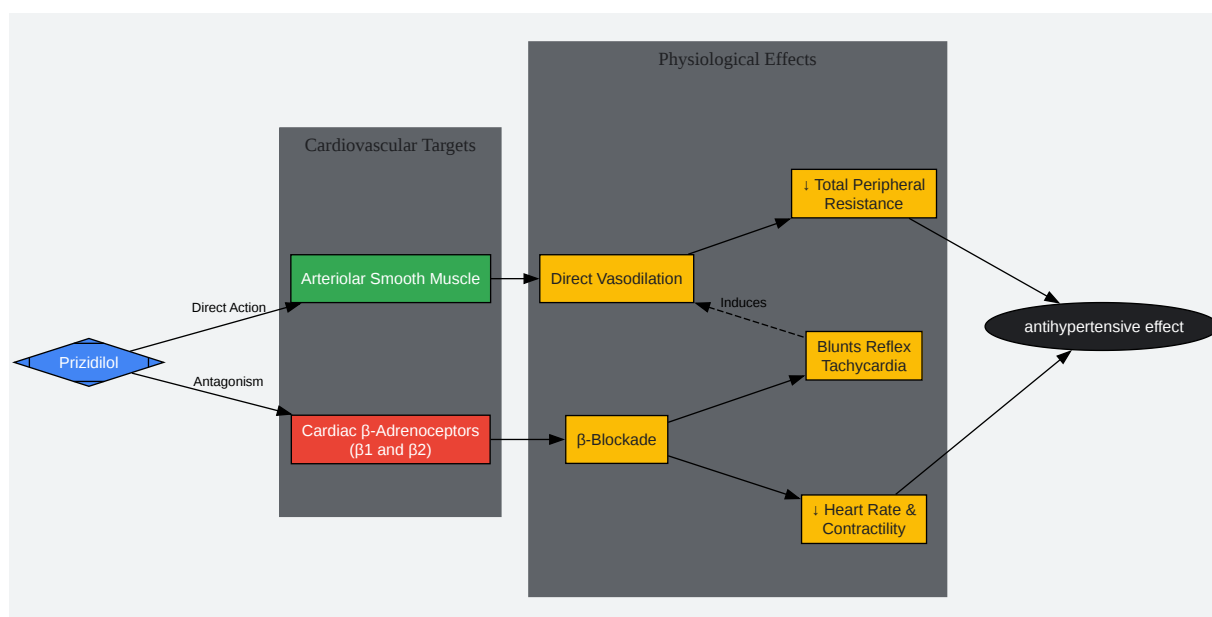 Physiological Effects
Cardiovascular Targets
↓ Total Peripheral
Resistance
Arteriolar Smooth Muscle
Direct Vasodilation
Direct Action
Induces
antihypertensive effect
Blunts Reflex
Tachycardia
Prizidilol
Antagonism
Cardiac β-Adrenoceptors
(β1 and β2)
β-Blockade
↓ Heart Rate &
Contractility